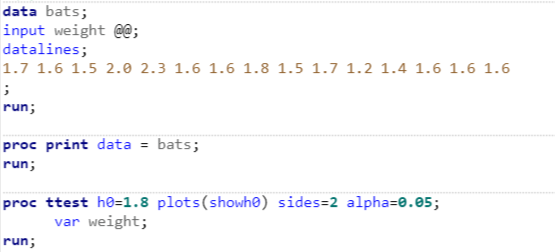 data bats;
input weight @@;
datalines;
1.7 1.6 1.5 2.0 2.3 1.6 1.6 1.8 1.5 1.7 1.2 1.4 1.6 1.6 1.6
;
run;
proc print data = bats;
run;
proc ttest h0=1.8 plots(showh0) sides=2 alpha=0.05;
var weight;
run;